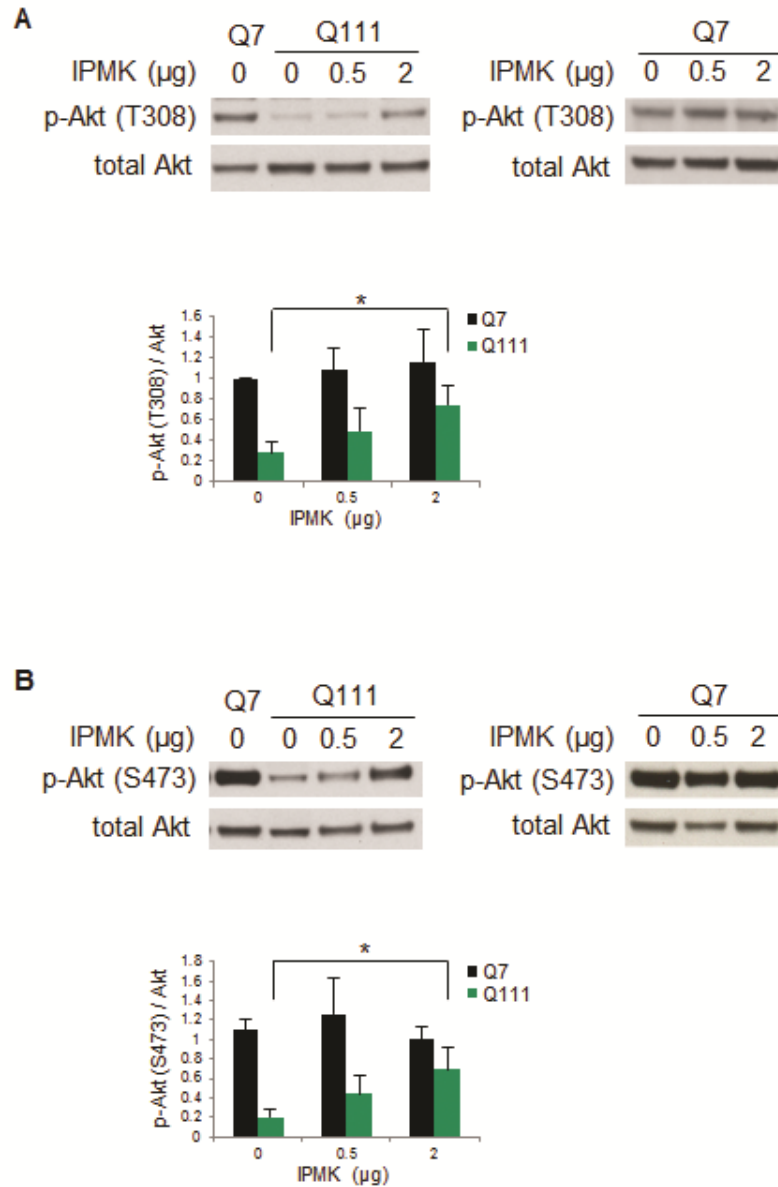 A
Q7 Q111
IPMK (µg) 0 0 0.5 2
p-Akt (T308)
total Akt
Q7
IPMK (µg) 0 0.5 2
p-Akt (T308)
total Akt
*
Q7
Q111
p-Akt (T308) / Akt
1.6
1.4
1.2
1
0.8
0.6
0.4
0.2
0
0 0.5 2
IPMK (µg)
B
Q7 Q111
IPMK (µg) 0 0 0.5 2
p-Akt (S473)
total Akt
Q7
IPMK (µg) 0 0.5 2
p-Akt (S473)
total Akt
*
Q7
Q111
p-Akt (S473) / Akt
1.8
1.6
1.4
1.2
1
0.8
0.6
0.4
0.2
0
0 0.5 2
IPMK (µg)